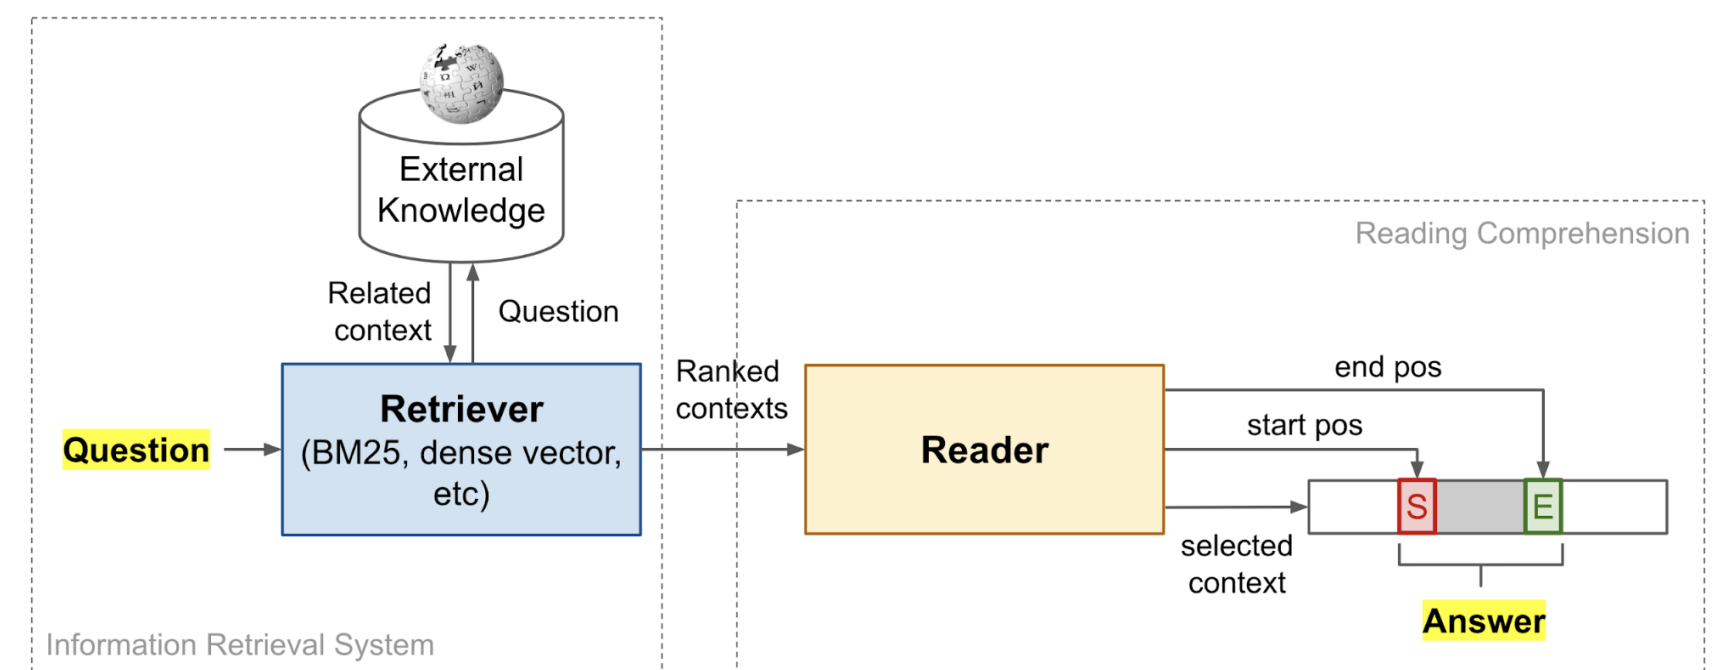 External
Knowledge
Reading Comprehension
Related
context
Question
Ranked
contexts
end pos
start pos
Question
Retriever
(BM25, dense vector,
etc)
Reader
S
E
selected
context
Answer
Information Retrieval System